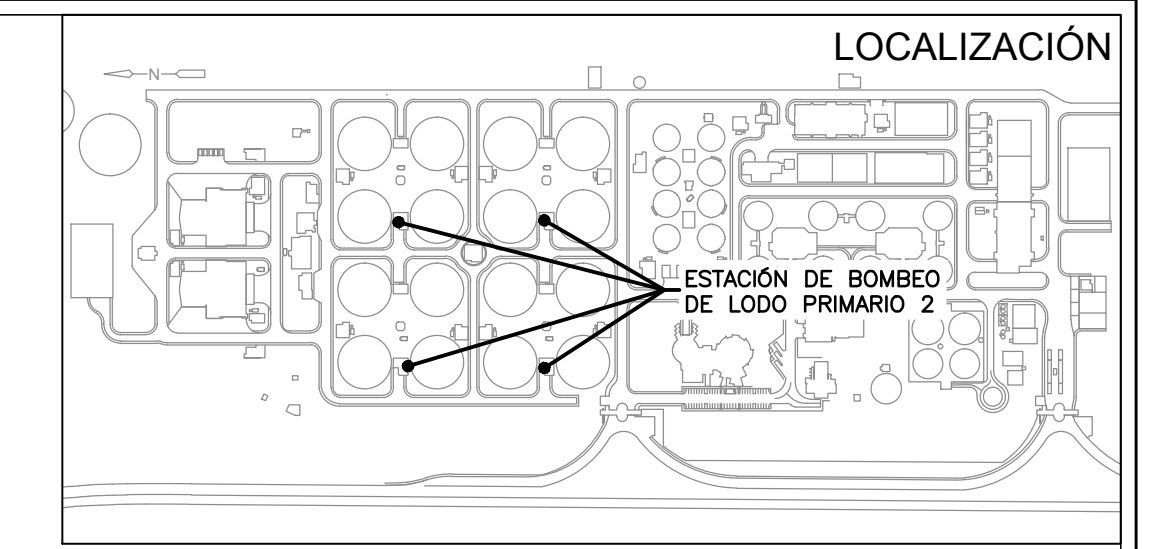 LOCALIZACIÓN
N
ESTACIÓN DE BOMBEO
DE LODO PRIMARIO 2